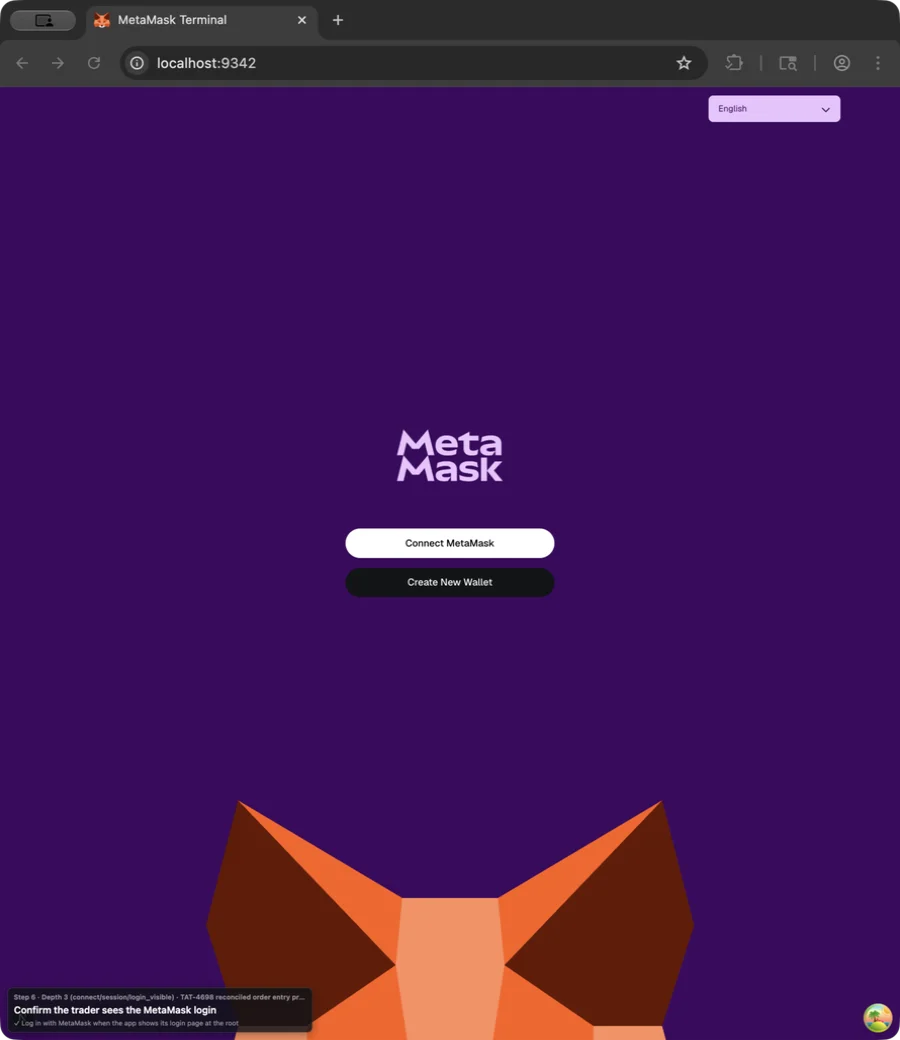 MetaMask Terminal
localhost:9342
English
Meta
Mask
Connect MetaMask
Create New Wallet
Step 6 · Depth 3 (connect/session/login_visible) · TAT-4698 reconciled order entry pr...
Confirm the trader sees the MetaMask login
✓ Log in with MetaMask when the app shows its login page at the root